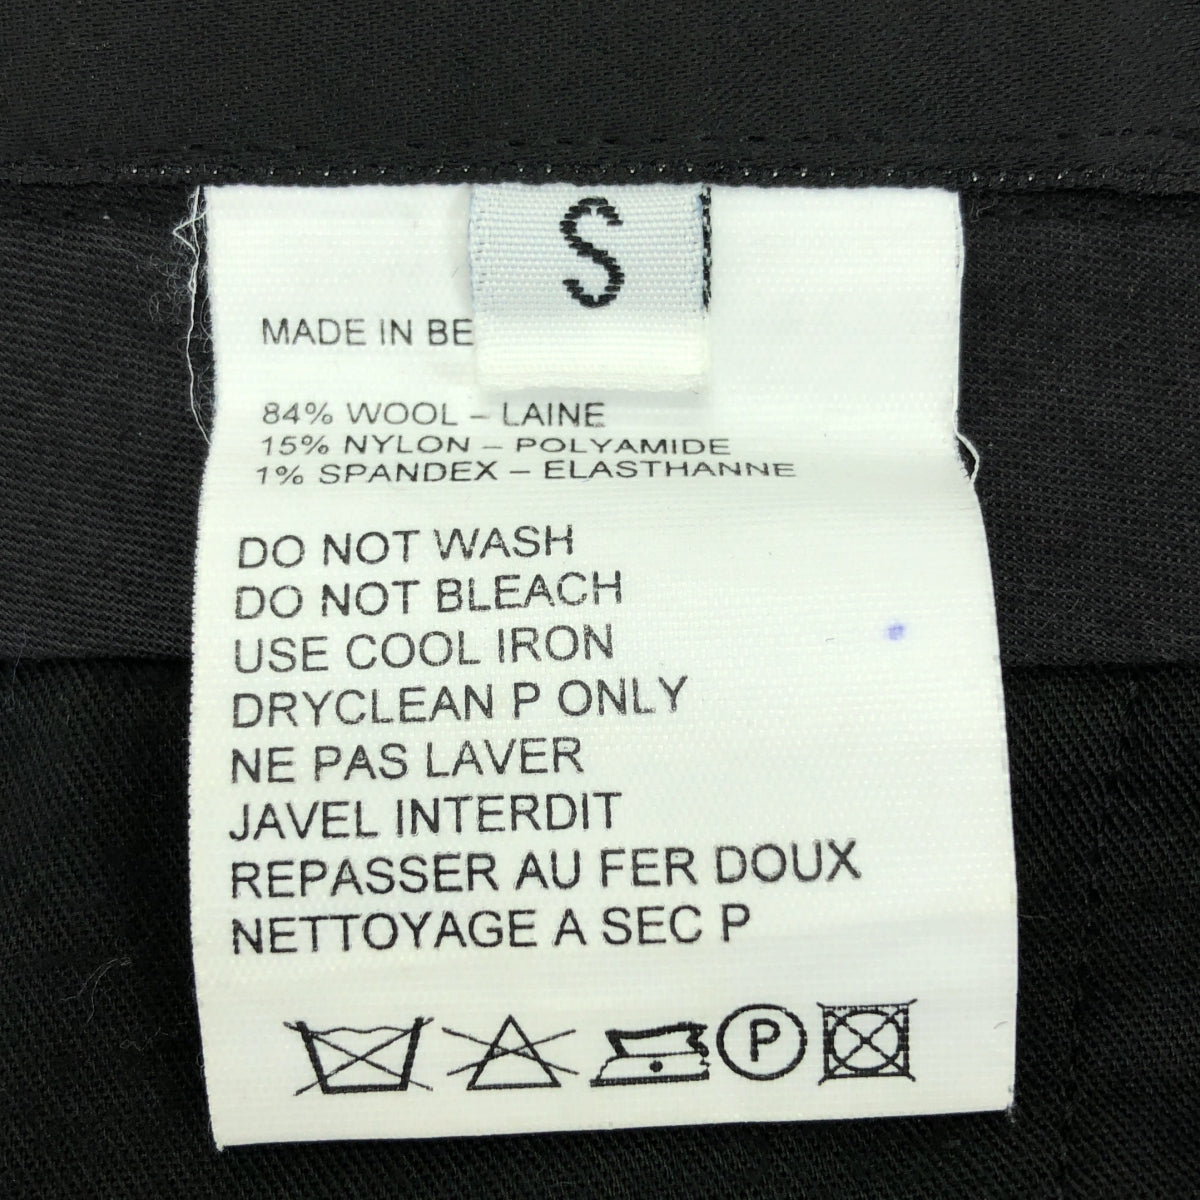 S
MADE IN BE
84% WOOL – LAINE
15% NYLON – POLYAMIDE
1% SPANDEX – ELASTHANNE
DO NOT WASH
DO NOT BLEACH
USE COOL IRON
DRYCLEAN P ONLY
NE PAS LAVER
JAVEL INTERDIT
REPASSER AU FER DOUX
NETTOYAGE A SEC P
P